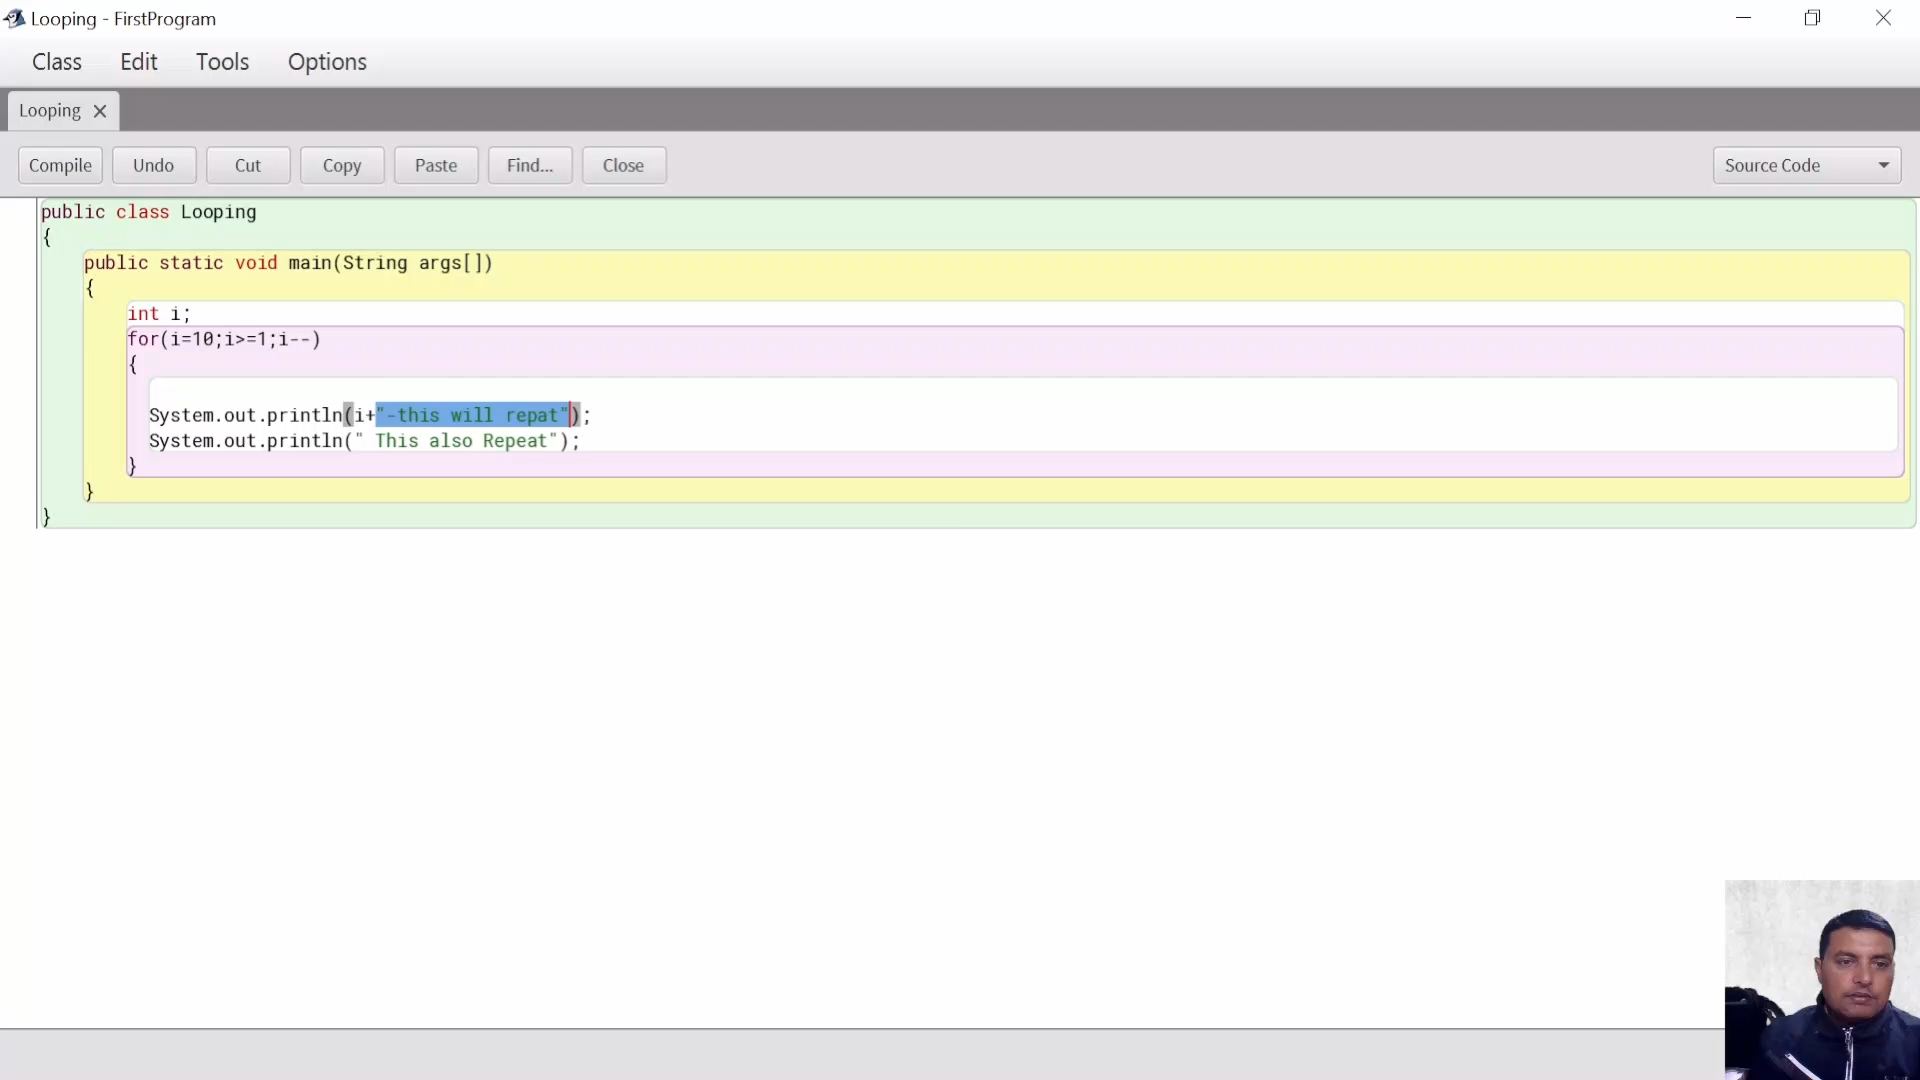 Looping - FirstProgram
Class Edit Tools Options
Looping
Compile Undo Cut Copy Paste Find... Close Source Code
public class Looping
{
public static void main(String args[])
{
int i;
for(i=10;i>=1;i--)
{
System.out.println(i+"-this will repat");
System.out.println(" This also Repeat");
}
}
}